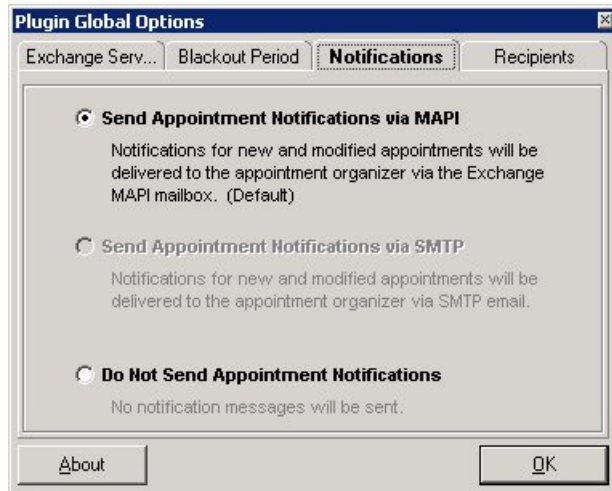 Plugin Global Options
Exchange Serv... Blackout Period Notifications Recipients
Send Appointment Notifications via MAPI
Notifications for new and modified appointments will be
delivered to the appointment organizer via the Exchange
MAPI mailbox. (Default)
Send Appointment Notifications via SMTP
Notifications for new and modified appointments will be
delivered to the appointment organizer via SMTP email.
Do Not Send Appointment Notifications
No notification messages will be sent.
About OK